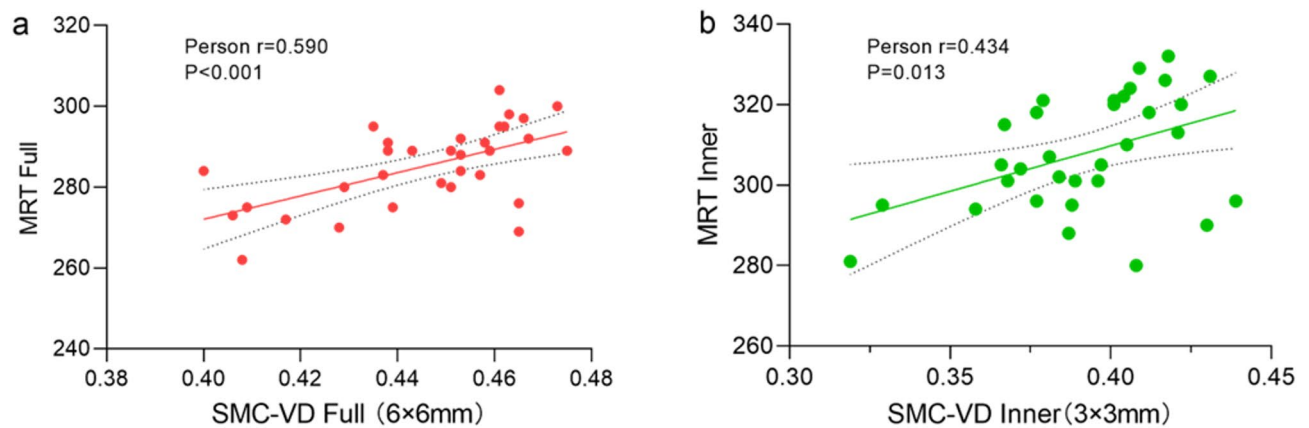 a
Person r=0.590
P<0.001
MRT Full
320
300
280
260
240
0.38
0.40
0.42
0.44
0.46
0.48
SMC-VD Full (6×6mm)
b
Person r=0.434
P=0.013
MRT Inner
340
320
300
280
260
0.30
0.35
0.40
0.45
SMC-VD Inner(3×3mm)